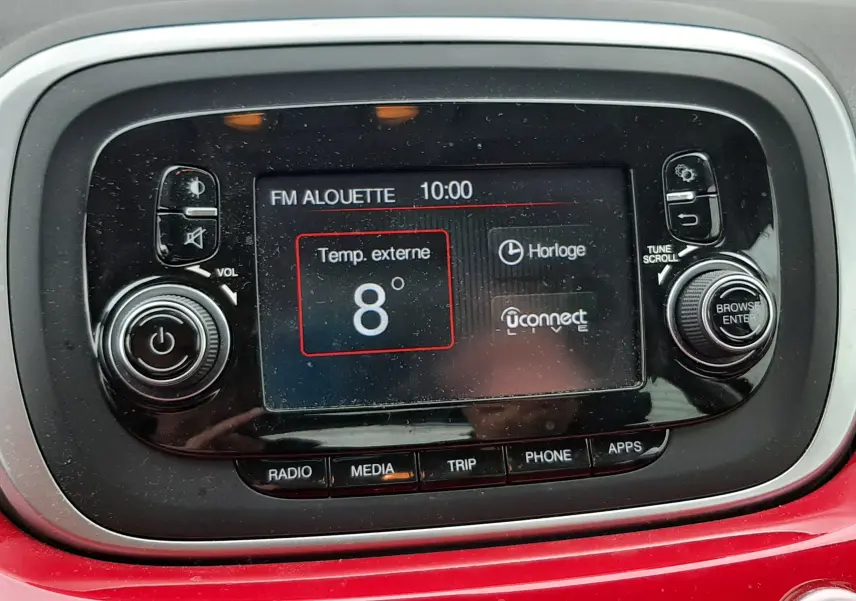 FM ALOUETTE 10:00
Temp. externe
8°
Horloge
Uconnect
LIVE
VOL
TUNE
SCROLL
BROWSE
ENTER
RADIO MEDIA TRIP PHONE APPS